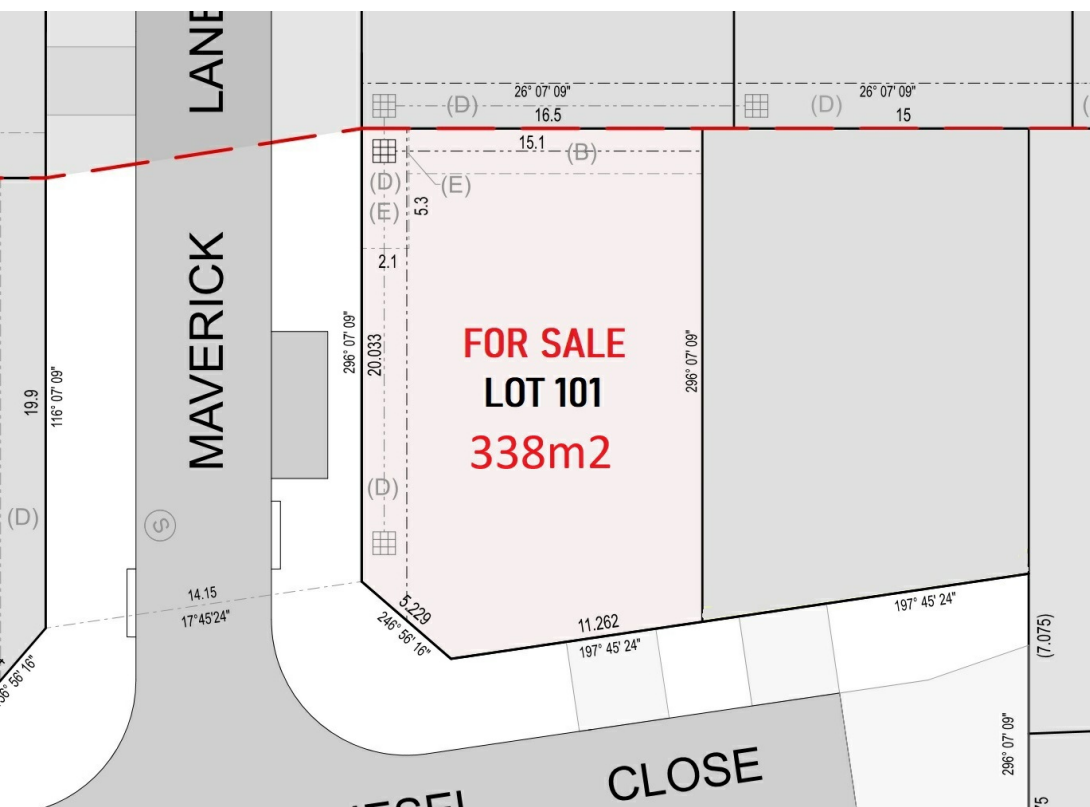 LANE
26° 07' 09"
(D)
16.5
26° 07' 09"
(D)
15
15.1
(B)
(D)
(E)
(E)
5.3
2.1
MAVERICK
296° 07' 09"
20.033
296° 07' 09"
FOR SALE
LOT 101
338m2
19.9
116° 07' 09"
(D)
(D)
S
14.15
17°45'24"
5.229
246° 56' 16"
11.262
197° 45' 24"
197° 45' 24"
(7.075)
296° 07' 09"
CLOSE